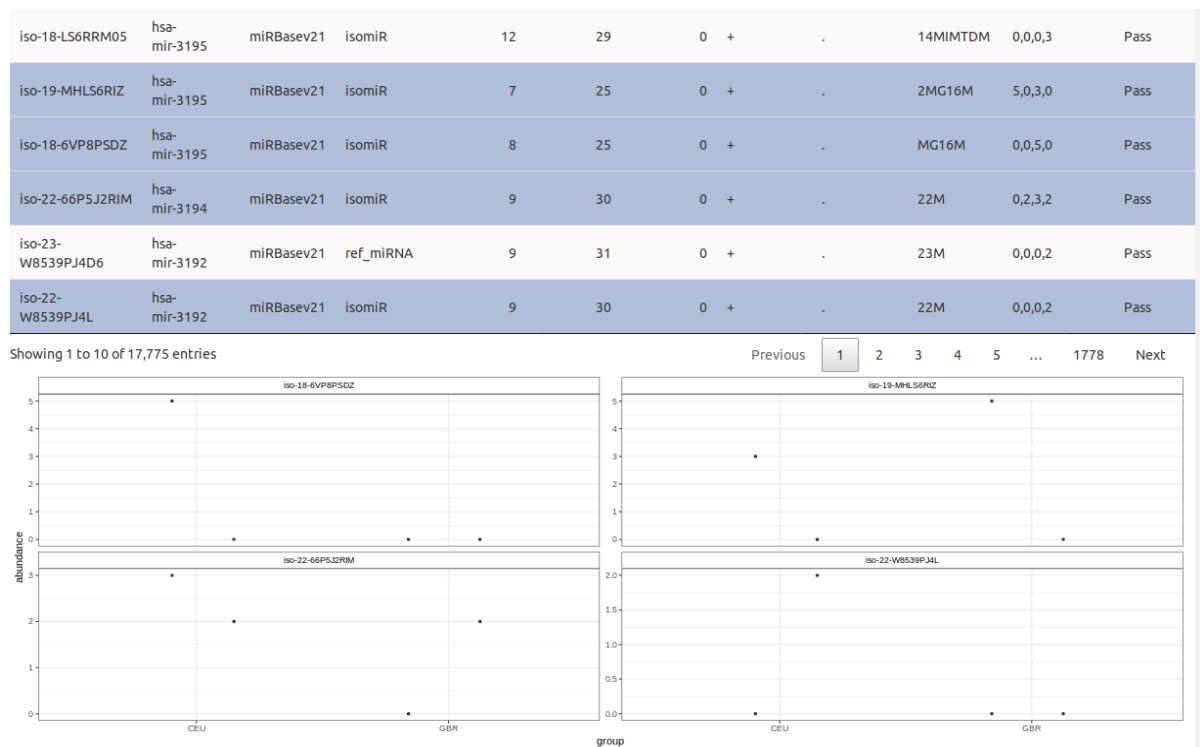 iso-18-LS6RRM05 hsa-mir-3195 miRBasev21 isomiR 12 29 0 + . 14MIMTDM 0,0,0,3 Pass
iso-19-MHLS6RIZ hsa-mir-3195 miRBasev21 isomiR 7 25 0 + . 2MG16M 5,0,3,0 Pass
iso-18-6VP8PSDZ hsa-mir-3195 miRBasev21 isomiR 8 25 0 + . MG16M 0,0,5,0 Pass
iso-22-66P5J2RIM hsa-mir-3194 miRBasev21 isomiR 9 30 0 + . 22M 0,2,3,2 Pass
iso-23-W8539PJ4D6 hsa-mir-3192 miRBasev21 ref_miRNA 9 31 0 + . 23M 0,0,0,2 Pass
iso-22-W8539PJ4L hsa-mir-3192 miRBasev21 isomiR 9 30 0 + . 22M 0,0,0,2 Pass
Showing 1 to 10 of 17,775 entries Previous 1 2 3 4 5 … 1778 Next
iso-18-6VP8PSDZ iso-19-MHLS6RIZ
5 5
4 4
3 3
2 2
1 1
0 0
abundance
iso-22-66P5J2RIM iso-22-W8539PJ4L
3 2.0
2 1.5
1 1.0
0 0.5
0.0
CEU GBR CEU GBR
group